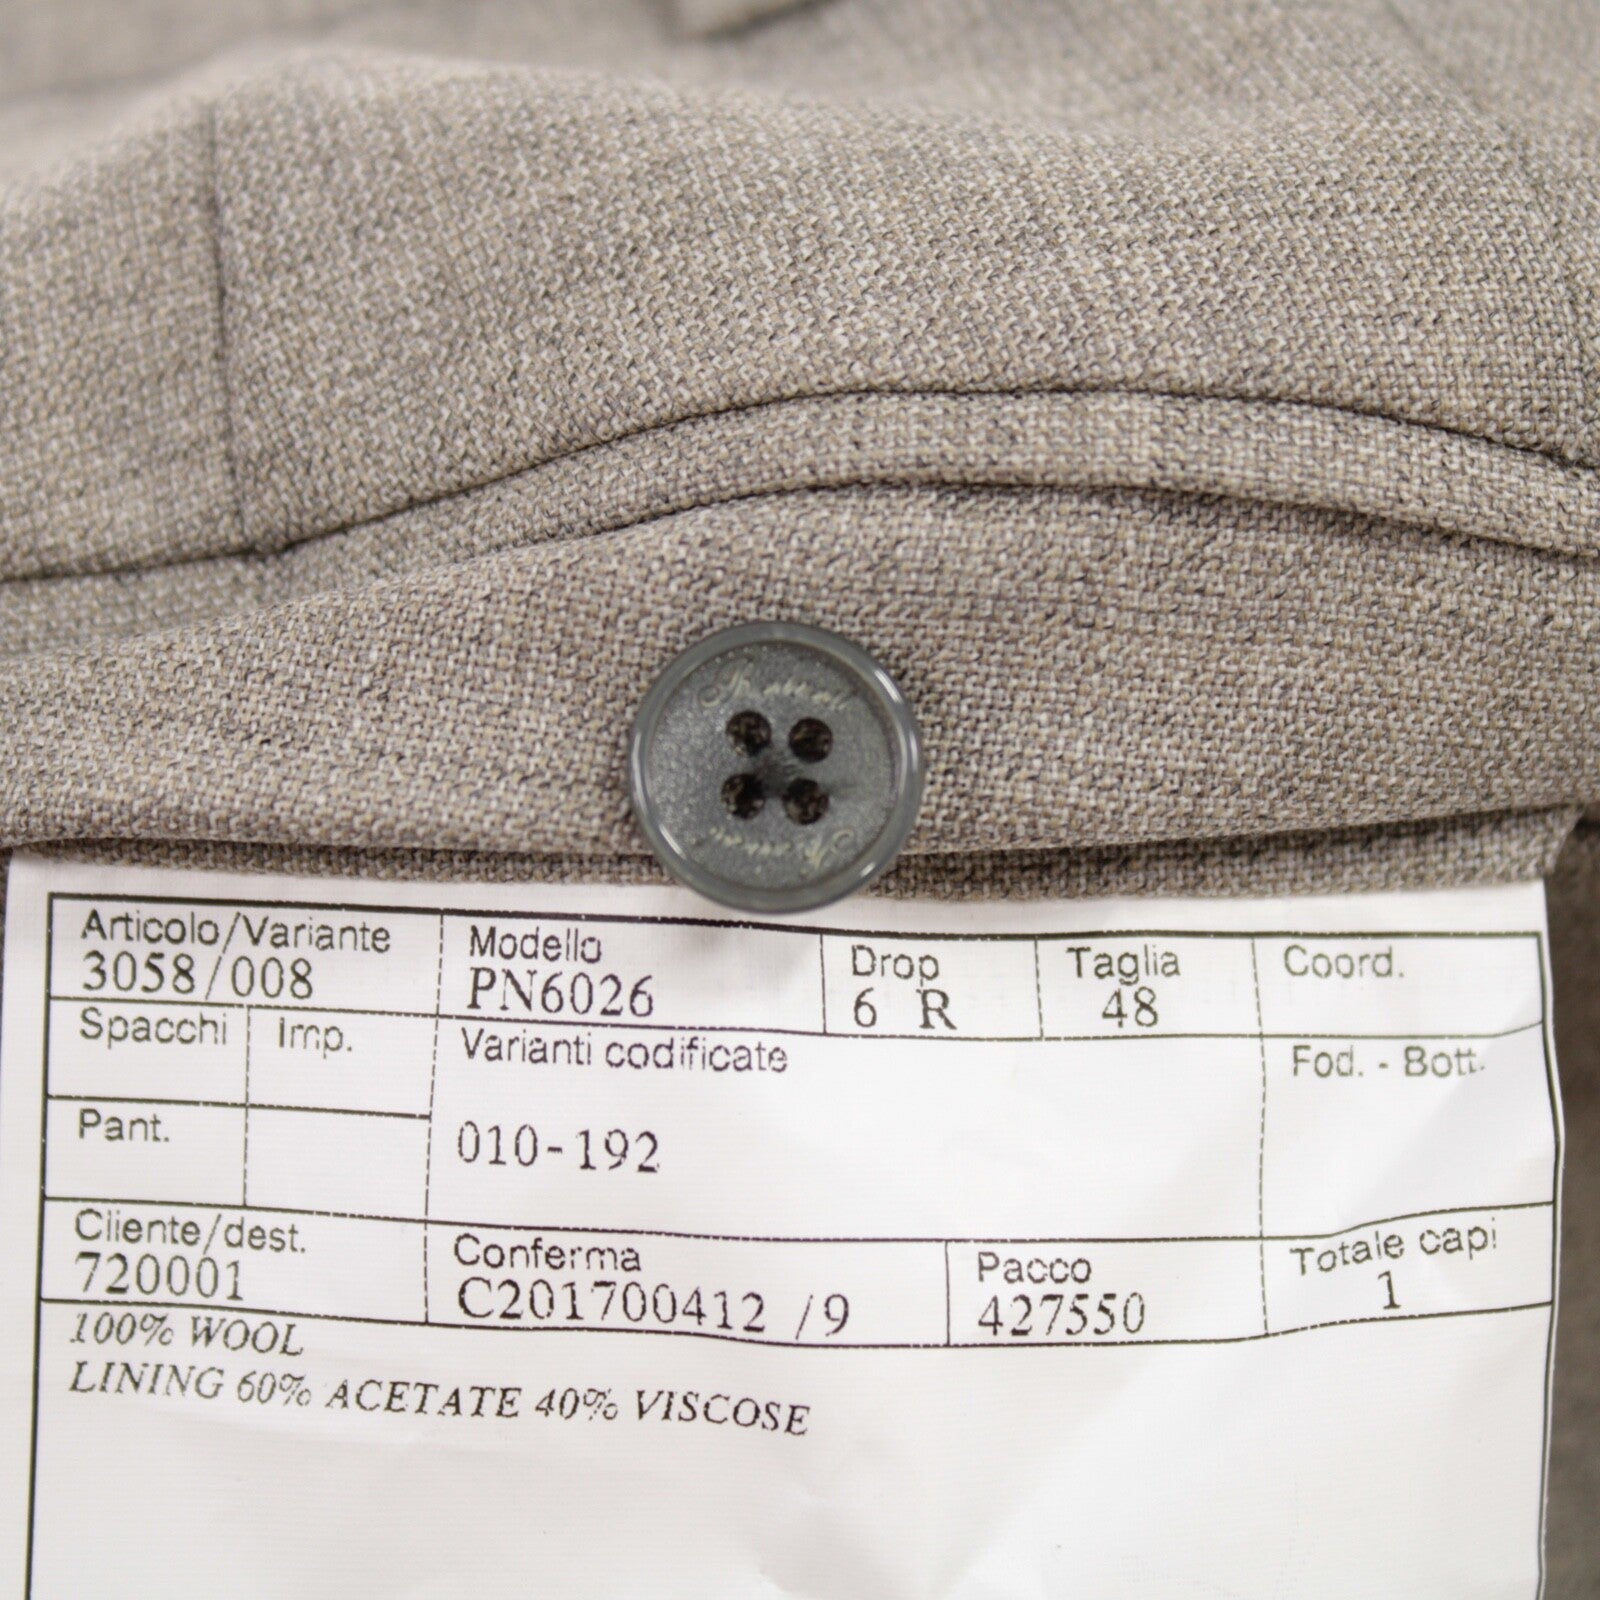 Articolo/Variante Modello Drop Taglia Coord.
3058/008 PN6026 6 R 48
Spacchi Imp. Varianti codificate Fod. - Bott.
Pant. 010-192
Cliente/dest. Conferma Pacco Totale capi
720001 C201700412 /9 427550 1
100% WOOL
LINING 60% ACETATE 40% VISCOSE